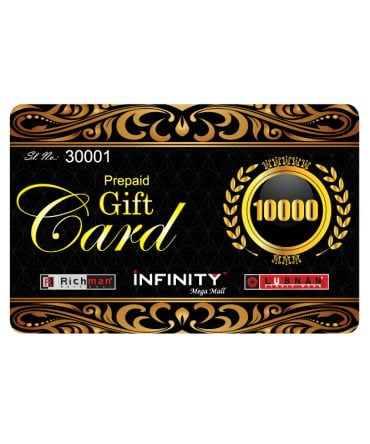 Sl. No.: 30001
Prepaid
Gift
Card
10000
Richman
INFINITY
Mega Mall
LUBNAN